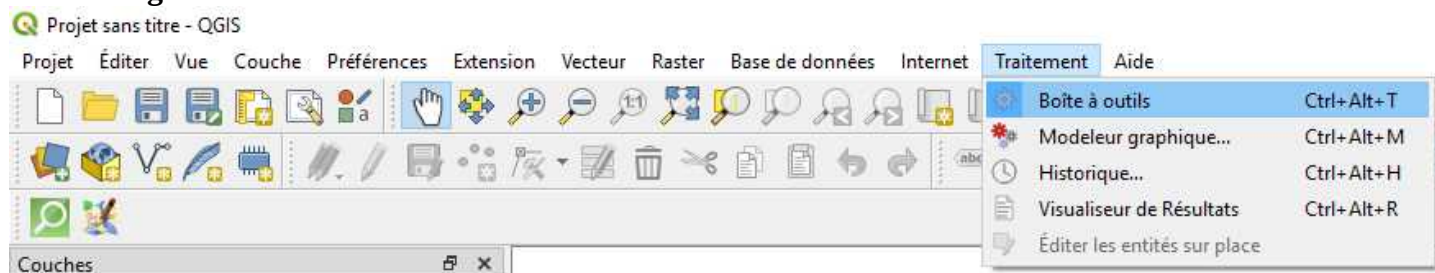 Projet sans titre - QGIS
Projet Éditer Vue Couche Préférences Extension Vecteur Raster Base de données Internet Traitement Aide
Boîte à outils Ctrl+Alt+T
Modeleur graphique... Ctrl+Alt+M
Historique... Ctrl+Alt+H
Visualiseur de Résultats Ctrl+Alt+R
Éditer les entités sur place
Couches